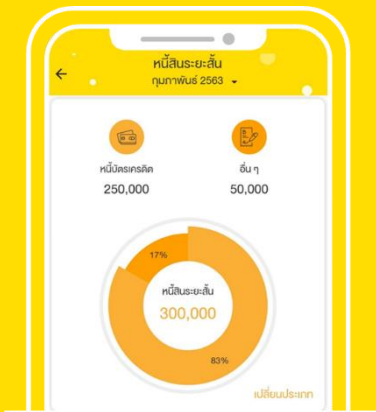 หนี้สินระยะสั้น
กุมภาพันธ์ 2563
หนี้บัตรเครดิต
อื่น ๆ
250,000
50,000
17%
หนี้สินระยะสั้น
300,000
83%
เปลี่ยนประเภท